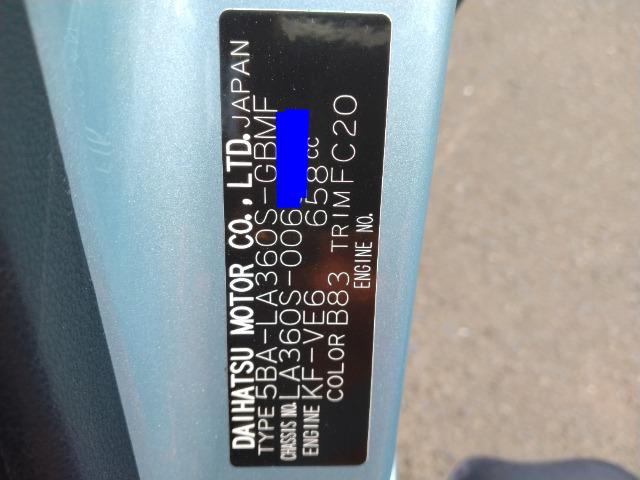 DAIHATSU MOTOR CO., LTD. JAPAN
TYPE 5BA-LA360S-GBMF
CHASSIS NO. LA360S-006
ENGINE KF-VE6 658cc
COLOR B83 TRIM FC20
ENGINE NO.